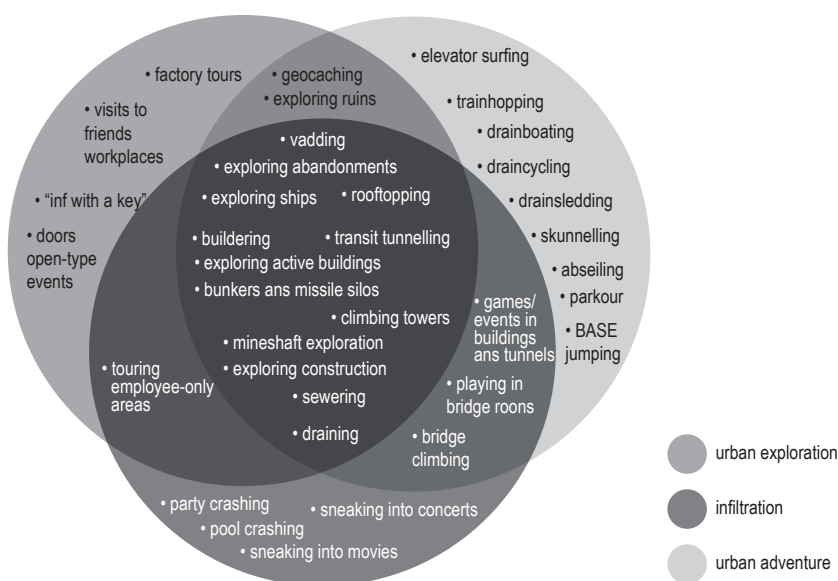 • factory tours
• visits to
friends
workplaces
• “inf with a key”
• doors
open-type
events
• geocaching
• exploring ruins
• elevator surfing
• trainhopping
• drainboating
• draincycling
• drainsledding
• skunnelling
• abseiling
• parkour
• BASE
jumping
• vadding
• exploring abandonments
• exploring ships
• rooftopping
• buildering
• transit tunnelling
• exploring active buildings
• bunkers ans missile silos
• climbing towers
• mineshaft exploration
• exploring construction
• sewering
• draining
• games/
events in
buildings
ans tunnels
• playing in
bridge roons
• bridge
climbing
• touring
employee-only
areas
• party crashing
• sneaking into concerts
• pool crashing
• sneaking into movies
urban exploration
infiltration
urban adventure